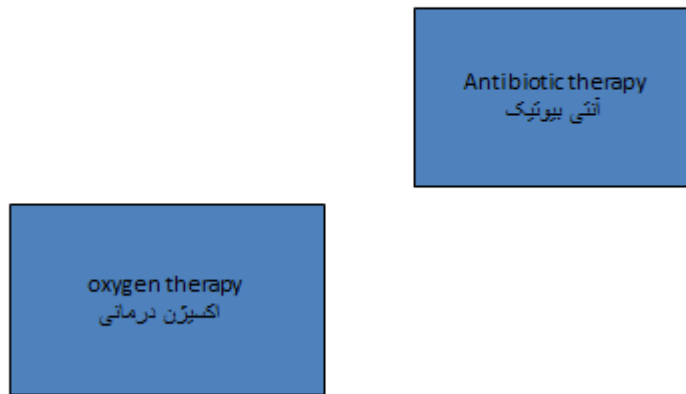 Antibiotic therapy
آنتی بیوتیک
oxygen therapy
اکسیژن درمانی